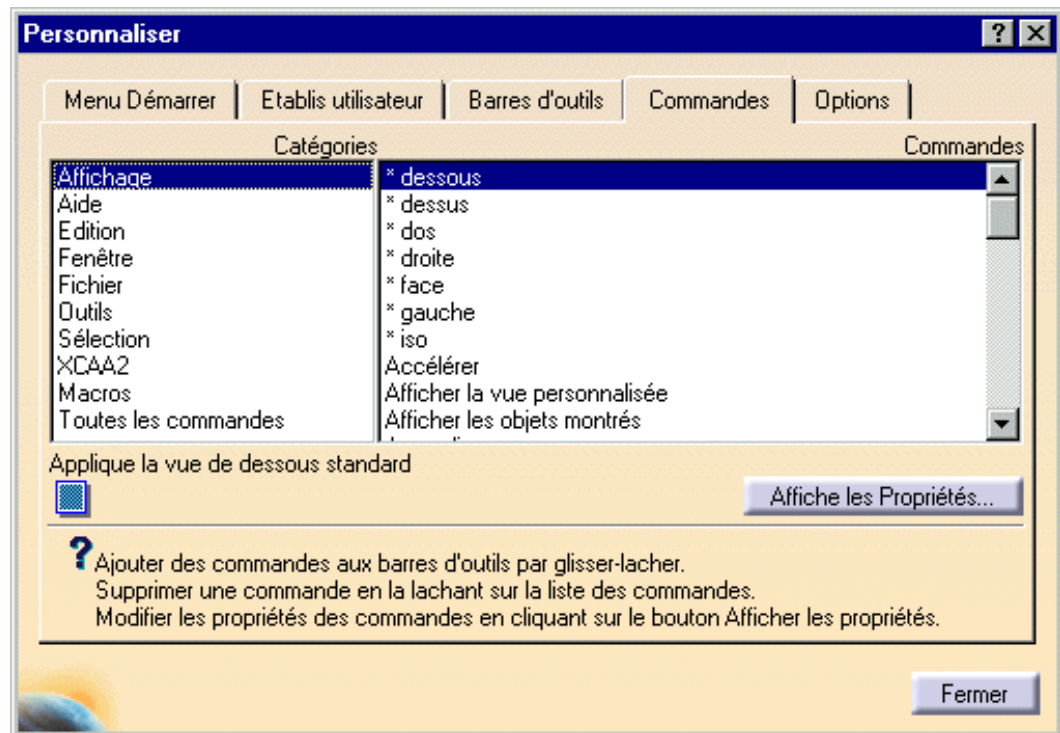 Personnaliser
Menu Démarrer
Etablis utilisateur
Barres d'outils
Commandes
Options
Catégories
Commandes
Affichage
Aide
Edition
Fenêtre
Fichier
Outils
Sélection
XCAA2
Macros
Toutes les commandes
* dessous
* dessus
* dos
* droite
* face
* gauche
* iso
Accélérer
Afficher la vue personnalisée
Afficher les objets montrés
Applique la vue de dessous standard
Affiche les Propriétés...
? Ajouter des commandes aux barres d'outils par glisser-lacher.
Supprimer une commande en la lachant sur la liste des commandes.
Modifier les propriétés des commandes en cliquant sur le bouton Afficher les propriétés.
Fermer